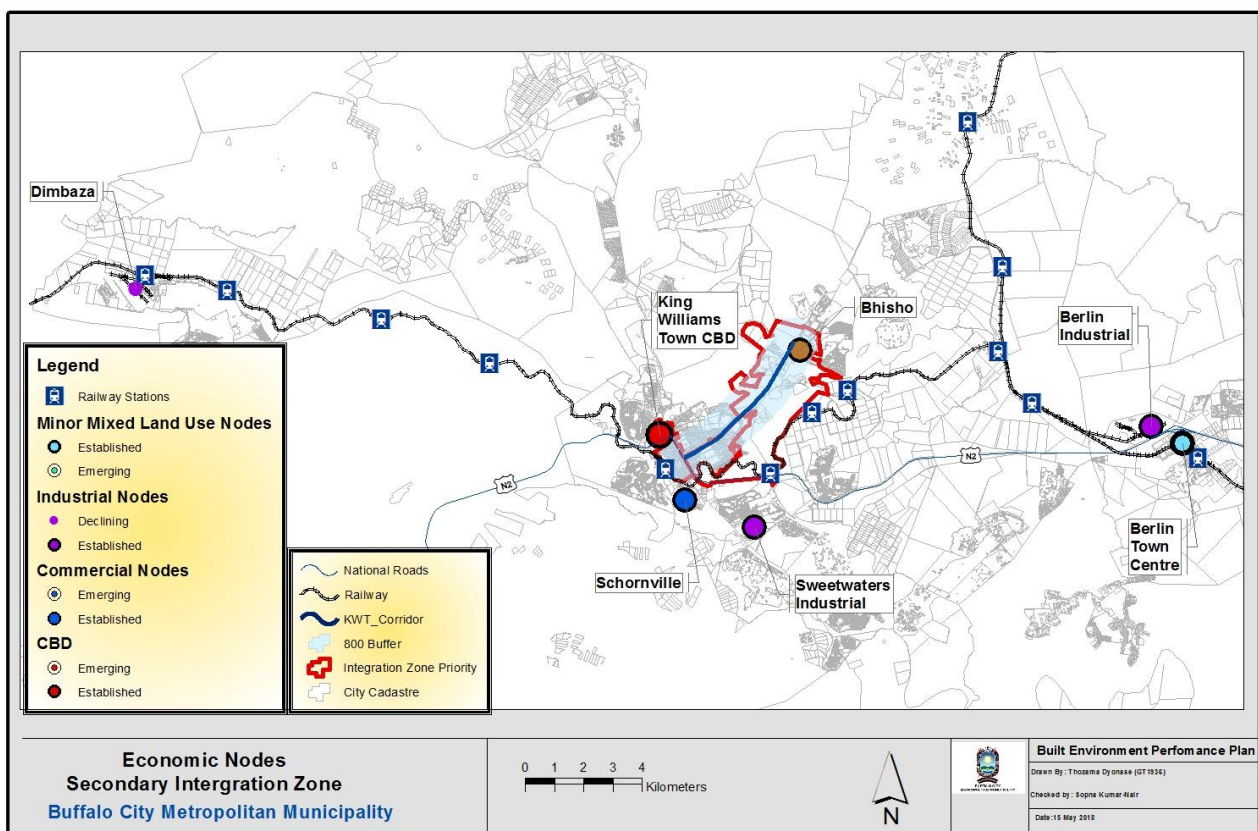 Dimbaza
King
Williams
Town CBD
Bhisho
Berlin
Industrial
N2
N2
Schornville
Sweetwaters
Industrial
Berlin
Town
Centre
Legend
Railway Stations
Minor Mixed Land Use Nodes
Established
Emerging
Industrial Nodes
Declining
Established
Commercial Nodes
Emerging
Established
CBD
Emerging
Established
National Roads
Railway
KWT_Corridor
800 Buffer
Integration Zone Priority
City Cadastre
Economic Nodes
Secondary Intergration Zone
Buffalo City Metropolitan Municipality
0 1 2 3 4
Kilometers
N
Built Environment Perfomance Plan
Drawn By: Thozama Dyonase (GT1936)
Checked by: Sopna Kumar-Nair
Date:15 May 2018